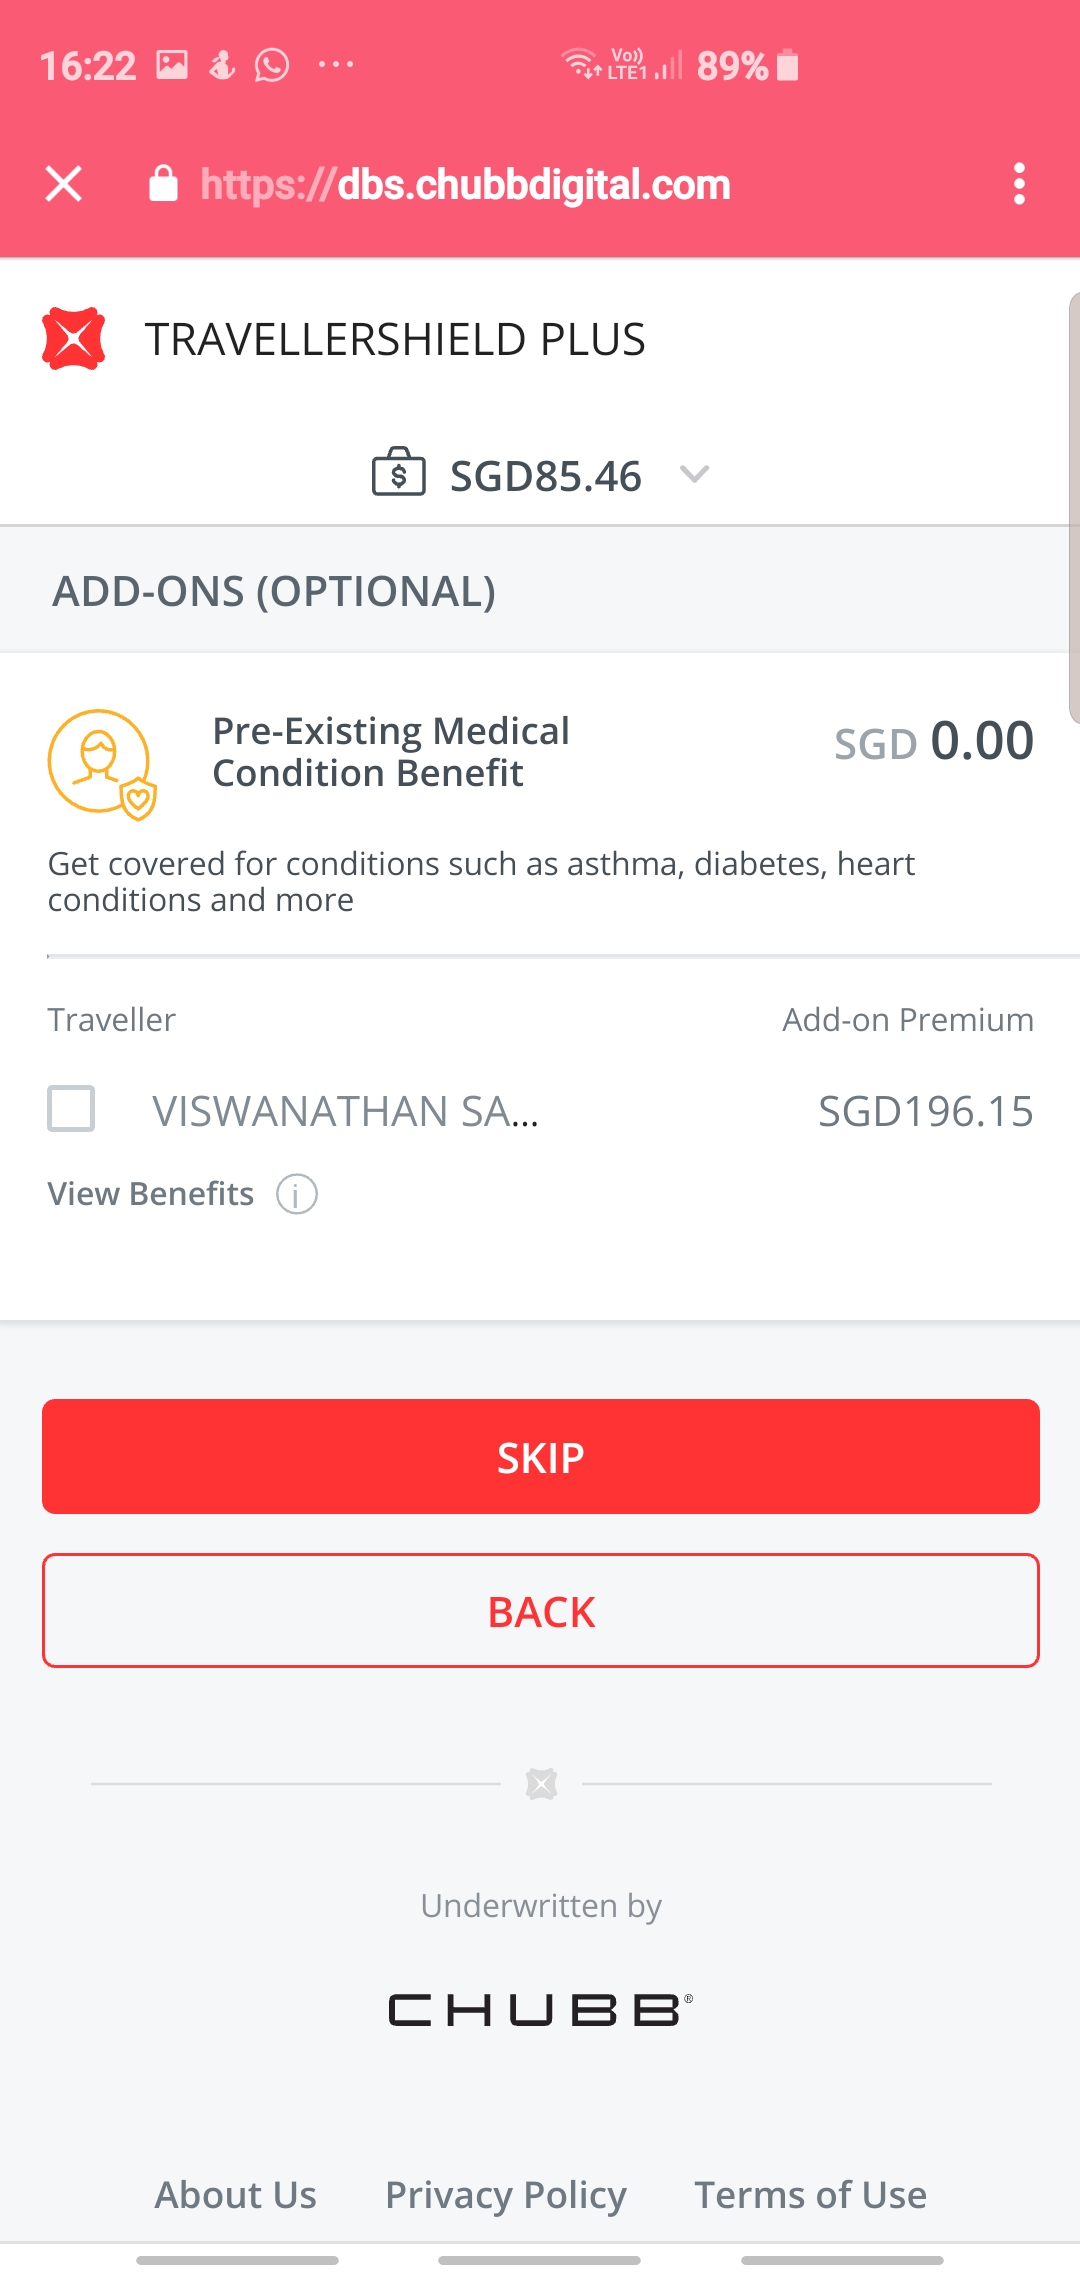 16:22
Vo))
LTE1
89%
https://dbs.chubbdigital.com
TRAVELLERSHIELD PLUS
$ SGD85.46
ADD-ONS (OPTIONAL)
Pre-Existing Medical
Condition Benefit
SGD 0.00
Get covered for conditions such as asthma, diabetes, heart
conditions and more
Traveller Add-on Premium
VISWANATHAN SA... SGD196.15
View Benefits i
SKIP
BACK
Underwritten by
CHUBB®
About Us Privacy Policy Terms of Use